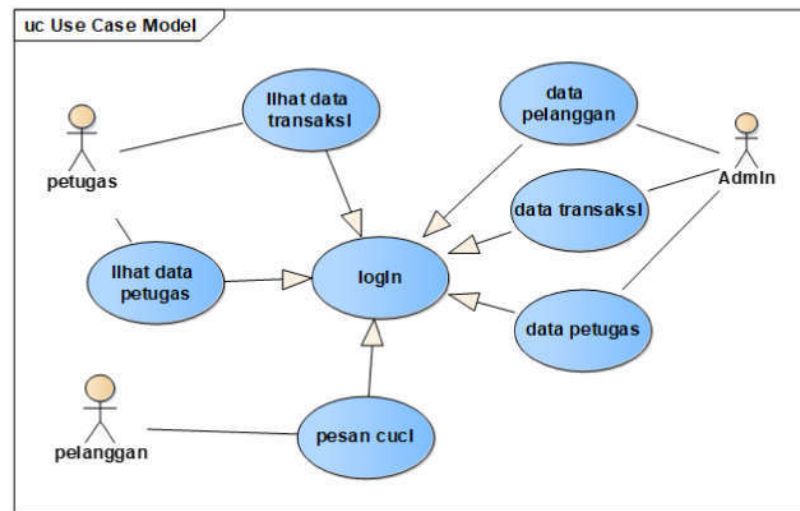 uc Use Case Model
lihat data
transaksi
data
pelanggan
petugas
Admin
data transaksi
lihat data
petugas
login
data petugas
pelanggan
pesan cuci